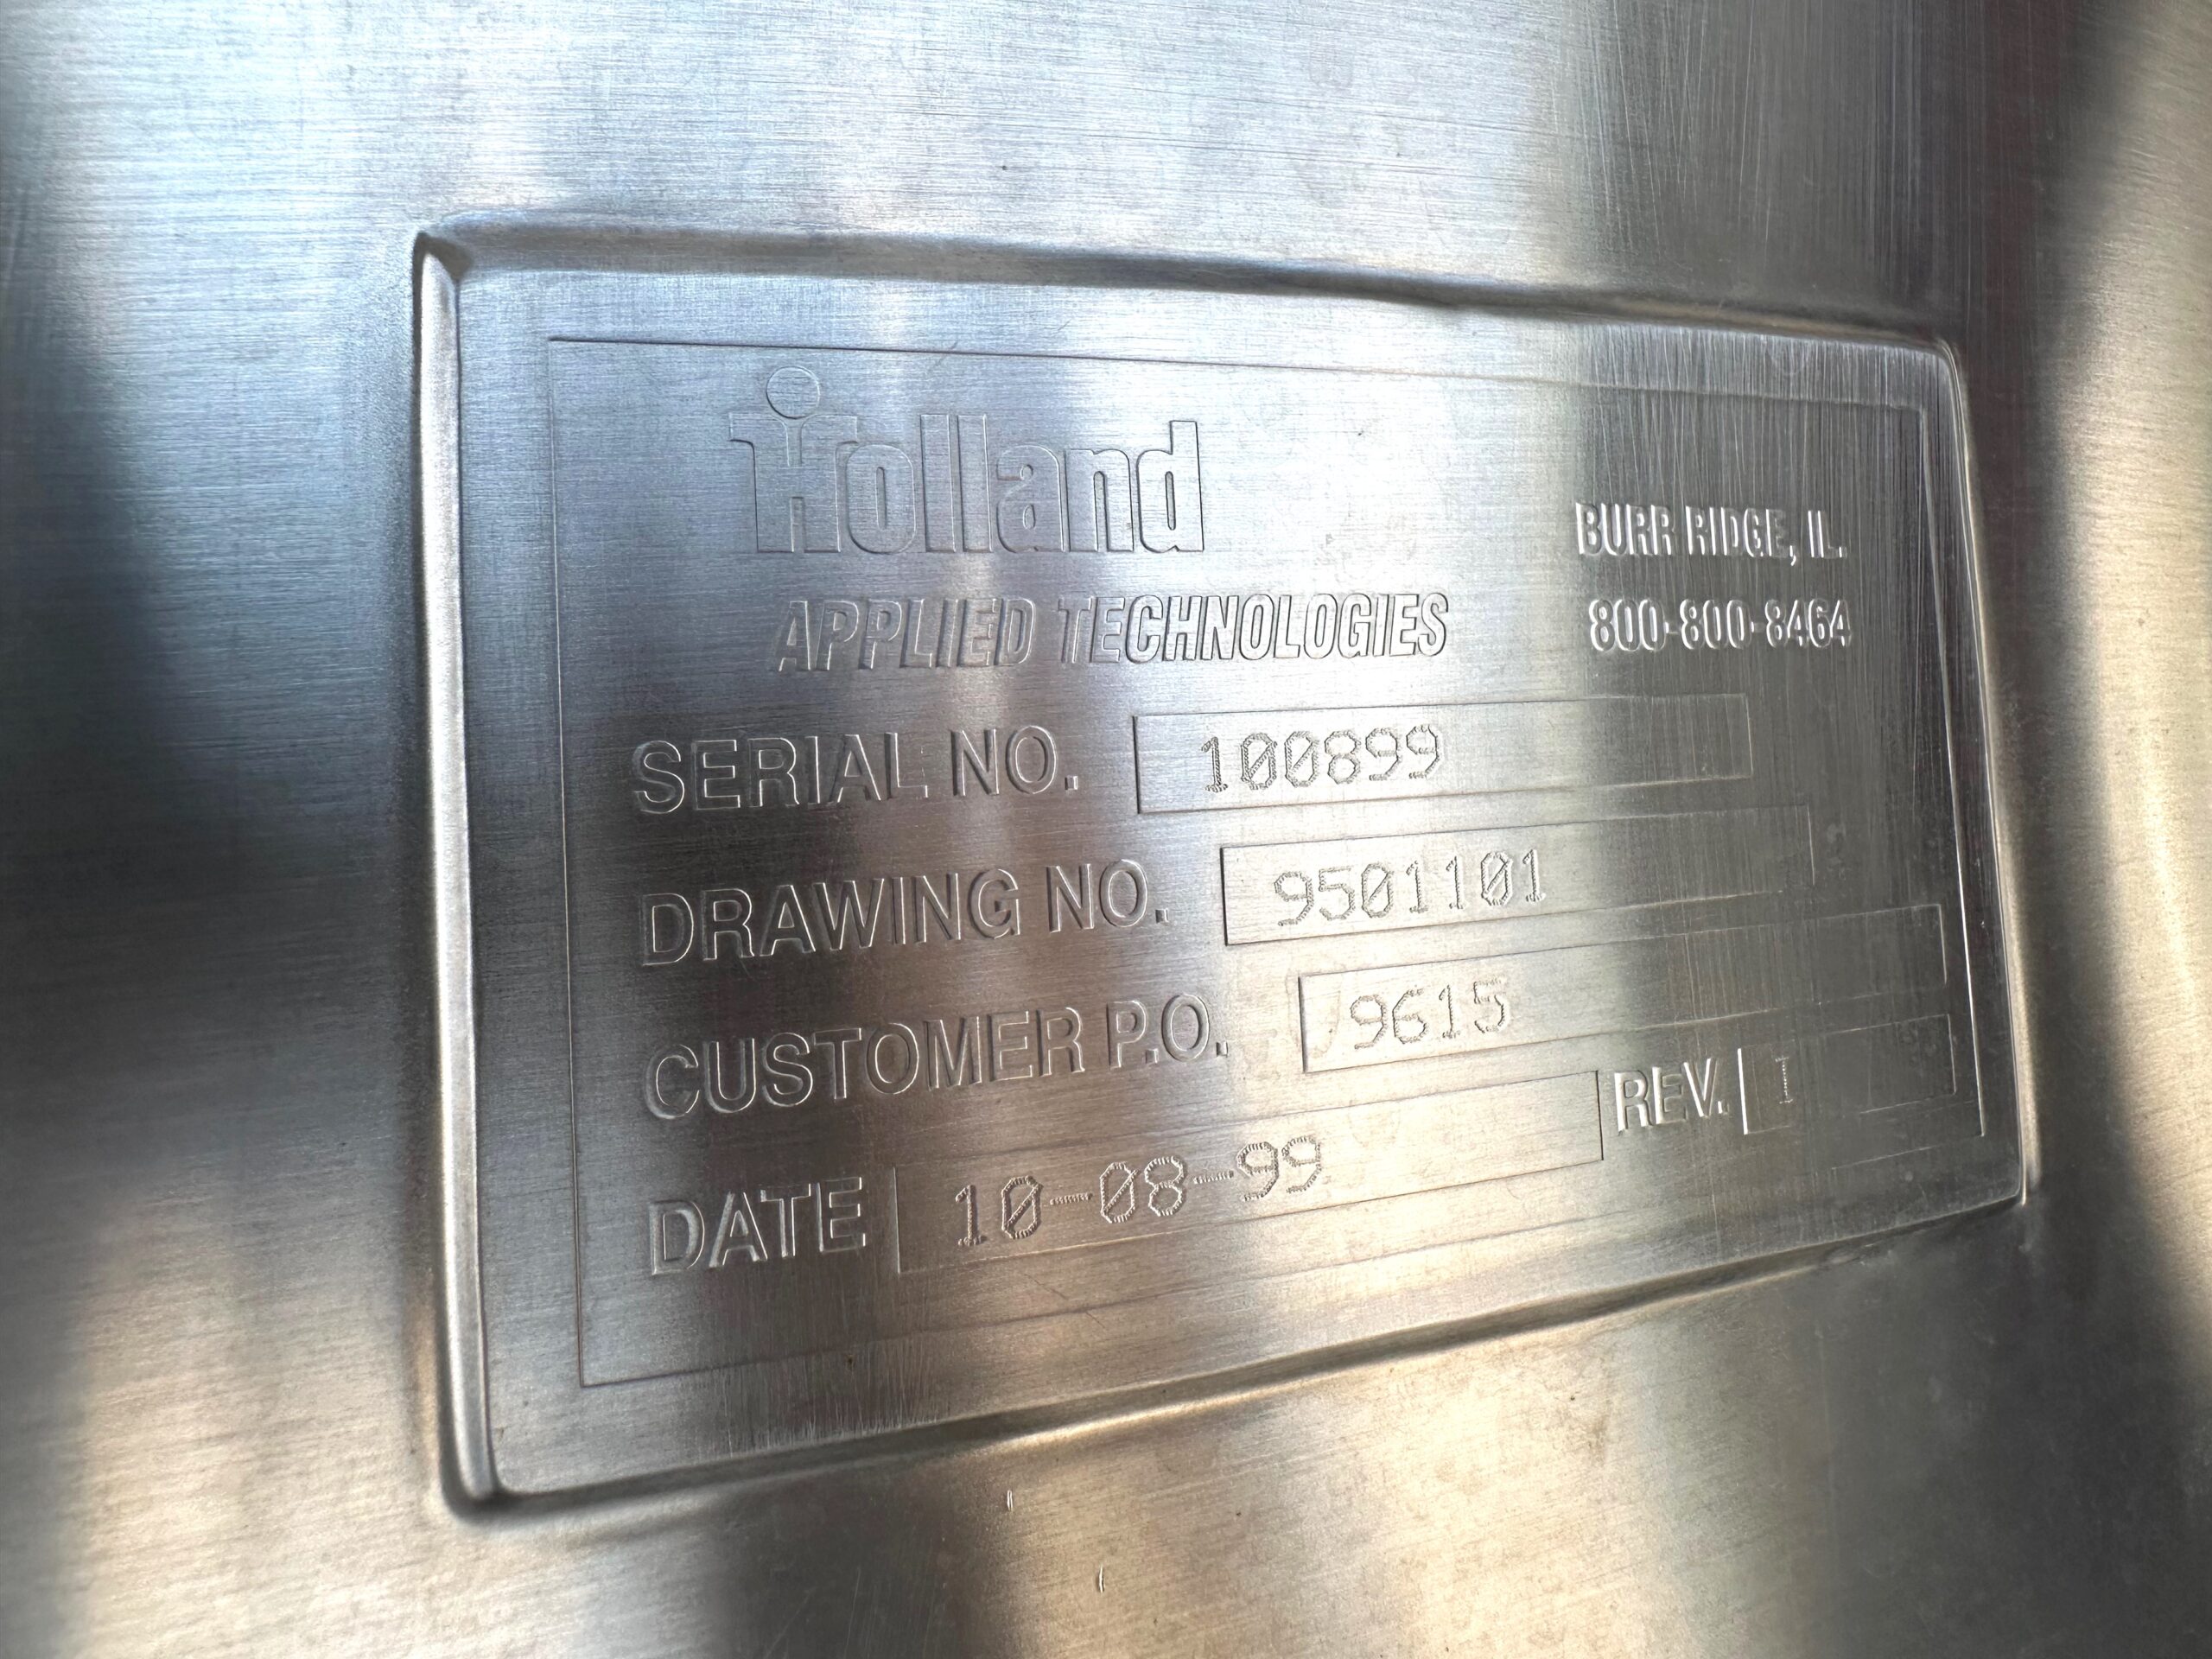 Holland
APPLIED TECHNOLOGIES
BURR RIDGE, IL.
800-800-8464
SERIAL NO. 100899
DRAWING NO. 9501101
CUSTOMER P.O. 9615
DATE 10-08-99 REV. I